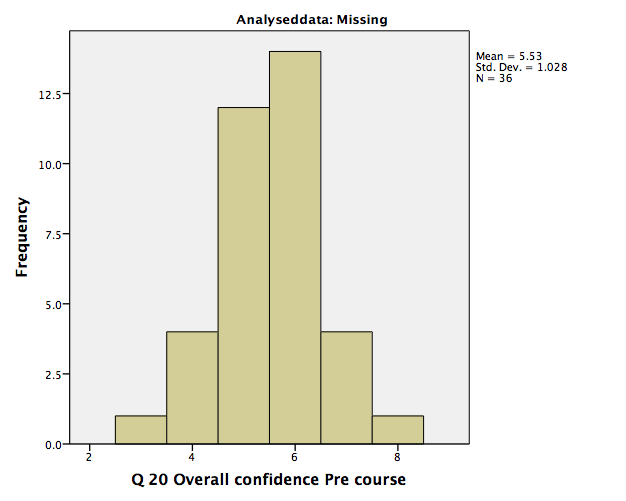 Analyseddata: Missing
Mean = 5.53
Std. Dev. = 1.028
N = 36
12.5
10.0
7.5
5.0
2.5
0.0
Frequency
2 4 6 8
Q 20 Overall confidence Pre course